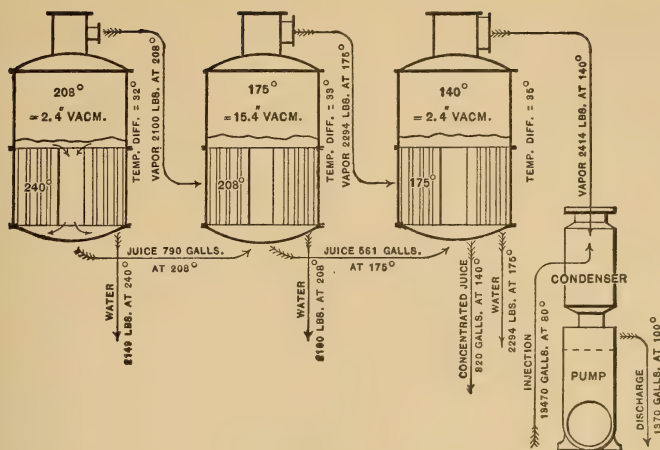 208°
=2.4" VACM.
240°
TEMP. DIFF. = 32°
VAPOR 2100 LBS. AT 208°
175°
=15.4" VACM.
208°
TEMP. DIFF. = 33°
VAPOR 2294 LBS. AT 175°
140°
=2.4" VACM.
175°
TEMP. DIFF. = 35°
VAPOR 2414 LBS. AT 140°
JUICE 790 GALLS.
AT 208°
JUICE 561 GALLS.
AT 175°
WATER
2149 LBS. AT 240°
WATER
LBS. AT 208°
CONCENTRATED JUICE
GALLS. AT 140°
WATER
2294 LBS. AT 175°
CONDENSER
PUMP
INJECTION
GALLS. AT 80°
DISCHARGE
1370 GALLS. AT 100°